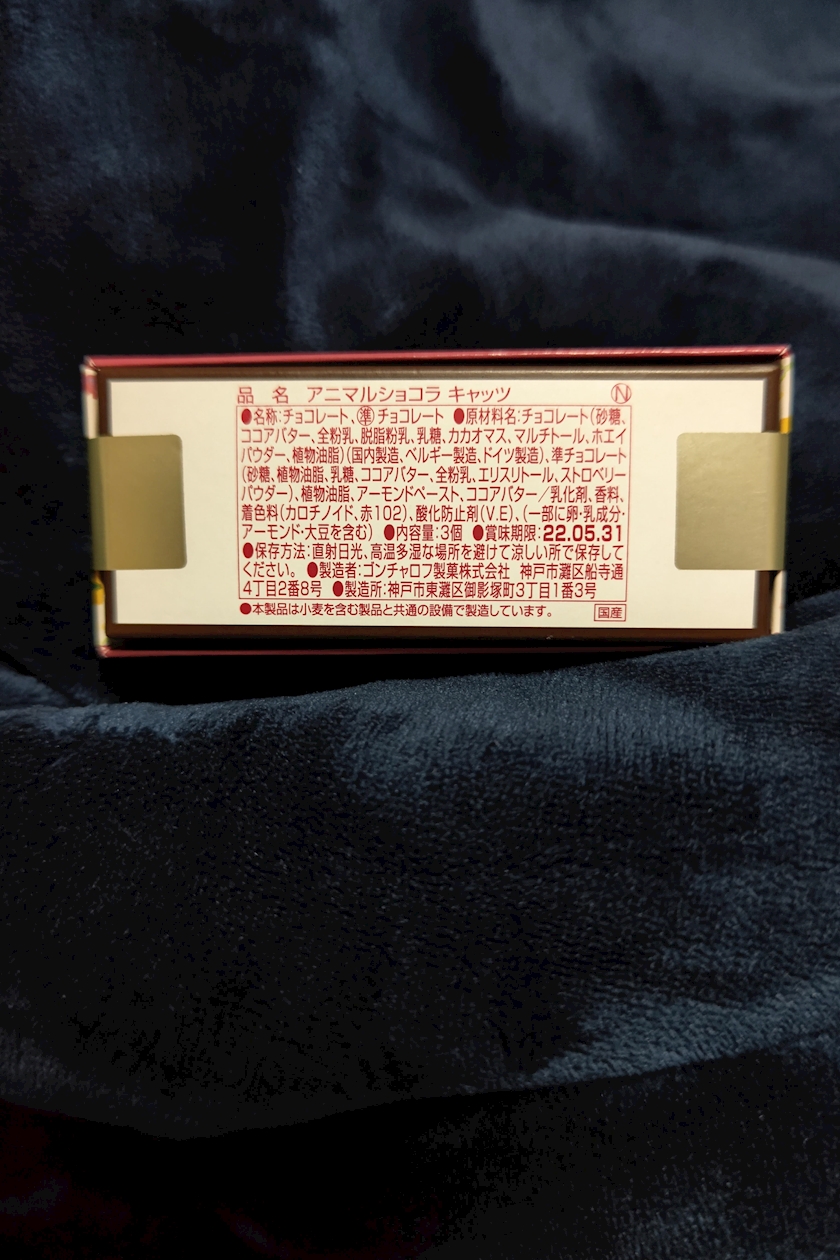 品 名 アニマルショコラ キャッツ Ⓝ
●名称:チョコレート、㊜チョコレート ●原材料名:チョコレート(砂糖、
ココアバター、全粉乳、脱脂粉乳、乳糖、カカオマス、マルチトール、ホエイ
パウダー、植物油脂)(国内製造、ベルギー製造、ドイツ製造)、準チョコレート
(砂糖、植物油脂、乳糖、ココアバター、全粉乳、エリスリトール、ストロベリー
パウダー)、植物油脂、アーモンドペースト、ココアバター/乳化剤、香料、
着色料(カロチノイド、赤102)、酸化防止剤(V.E)、(一部に卵・乳成分・
アーモンド・大豆を含む) ●内容量:3個 ●賞味期限:22.05.31
●保存方法:直射日光、高温多湿な場所を避けて涼しい所で保存して
ください。 ●製造者:ゴンチャロフ製菓株式会社 神戸市灘区船寺通
4丁目2番8号 ●製造所:神戸市東灘区御影塚町3丁目1番3号
●本製品は小麦を含む製品と共通の設備で製造しています。 国産